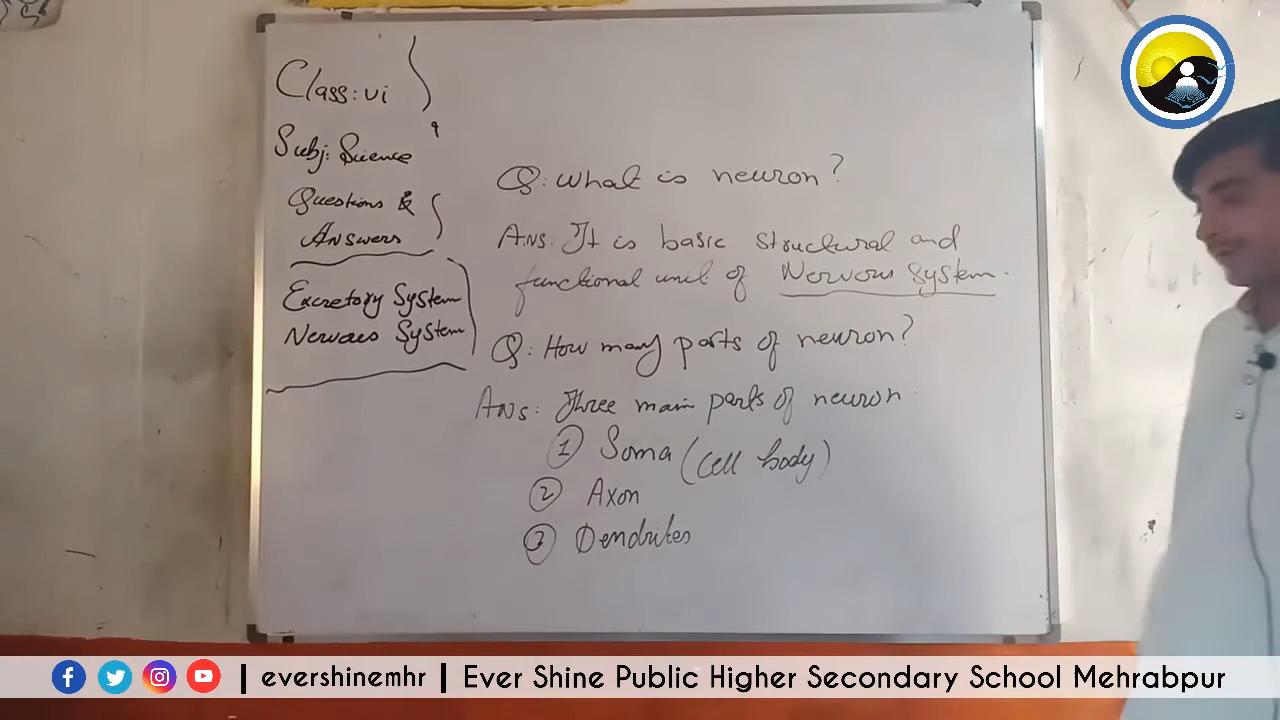 Class: vi
Subj: Science
Questions &
Answers
Excretory System
Nervous System
Q: What is neuron?
Ans. It is basic structural and
functional unit of Nervous System.
Q: How many parts of neuron?
Ans: Three main parts of neuron.
1 Soma (Cell body)
2 Axon
3 Dendrites
| evershinemhr | Ever Shine Public Higher Secondary School Mehrabpur